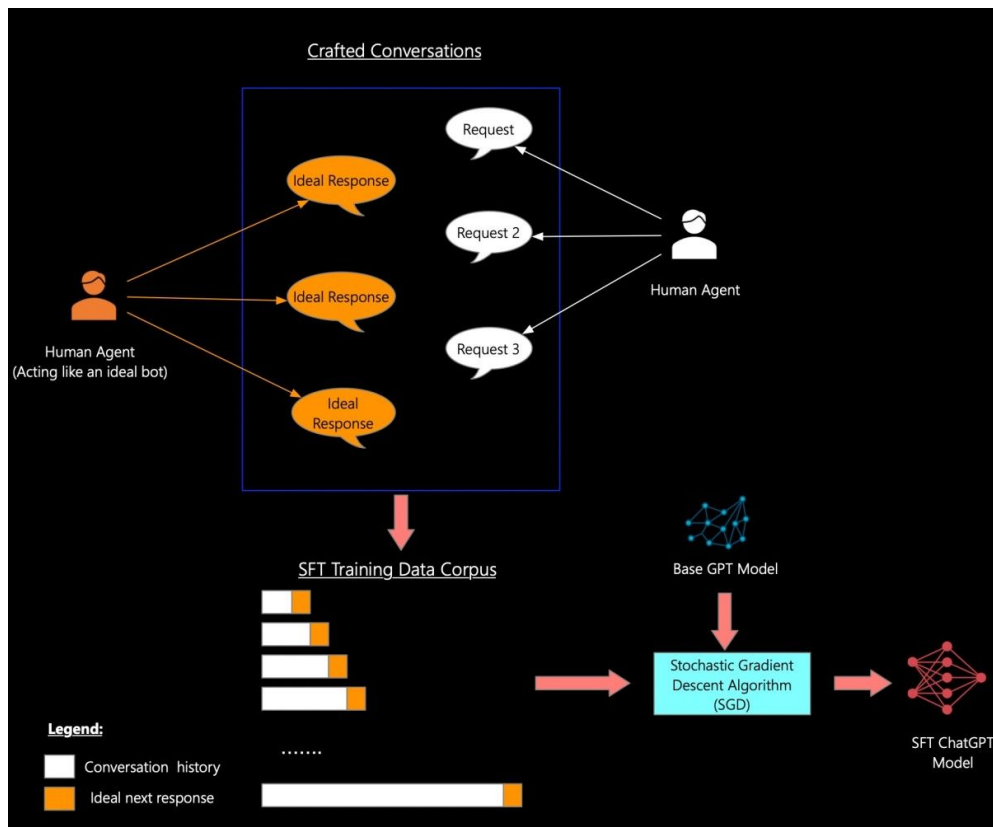 Crafted Conversations
Request
Ideal Response
Request 2
Human Agent
Ideal Response
Request 3
Human Agent
(Acting like an ideal bot)
Ideal
Response
SFT Training Data Corpus
Base GPT Model
Stochastic Gradient
Descent Algorithm
(SGD)
SFT ChatGPT
Model
Legend:
Conversation history
Ideal next response
.......